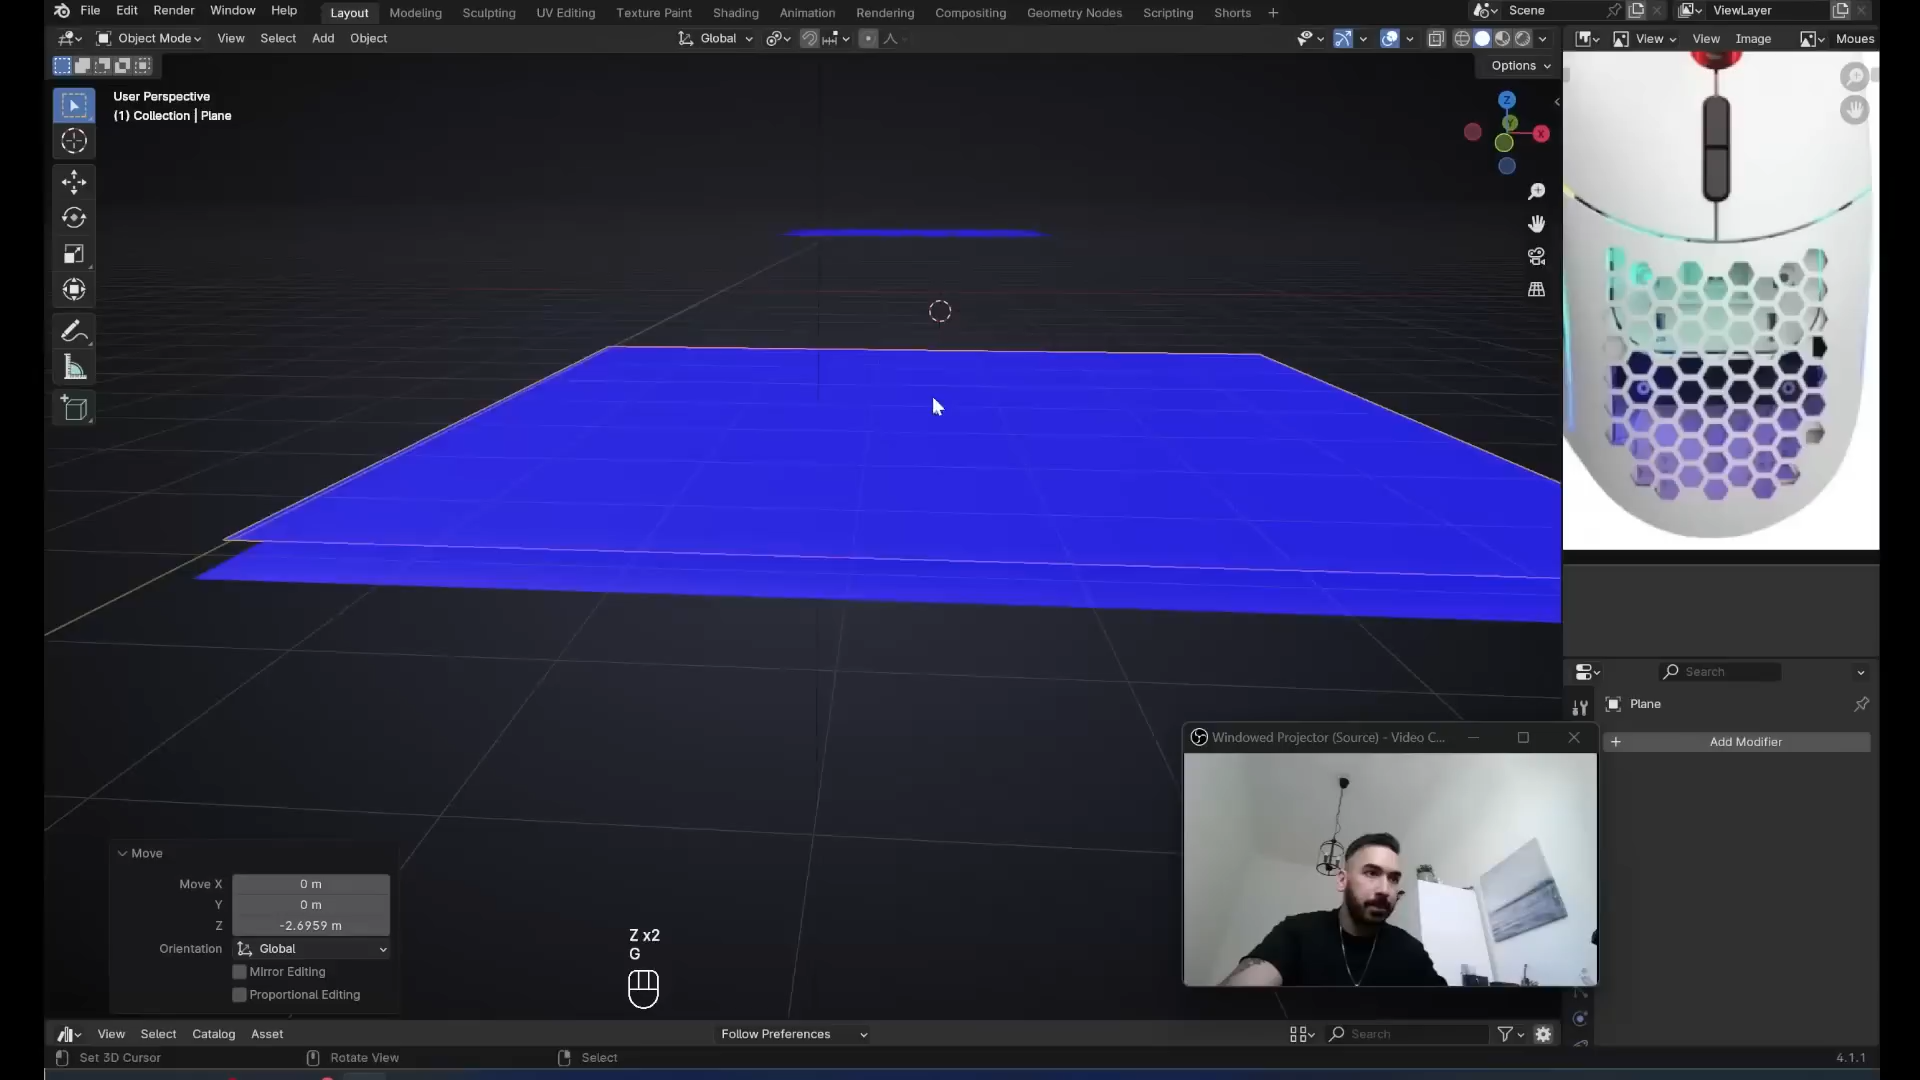 File Edit Render Window Help Layout Modeling Sculpting UV Editing Texture Paint Shading Animation Rendering Compositing Geometry Nodes Scripting Shorts + Scene ViewLayer
Object Mode View Select Add Object Global View View Image Moues
Options
User Perspective
(1) Collection | Plane
Z
Y
X
Search
Plane
Add Modifier
Windowed Projector (Source) - Video C...
Move
Move X 0 m
Y 0 m
Z -2.6959 m
Orientation Global
Mirror Editing
Proportional Editing
Z x2
G
View Select Catalog Asset Follow Preferences Search
Set 3D Cursor Rotate View Select 4.1.1